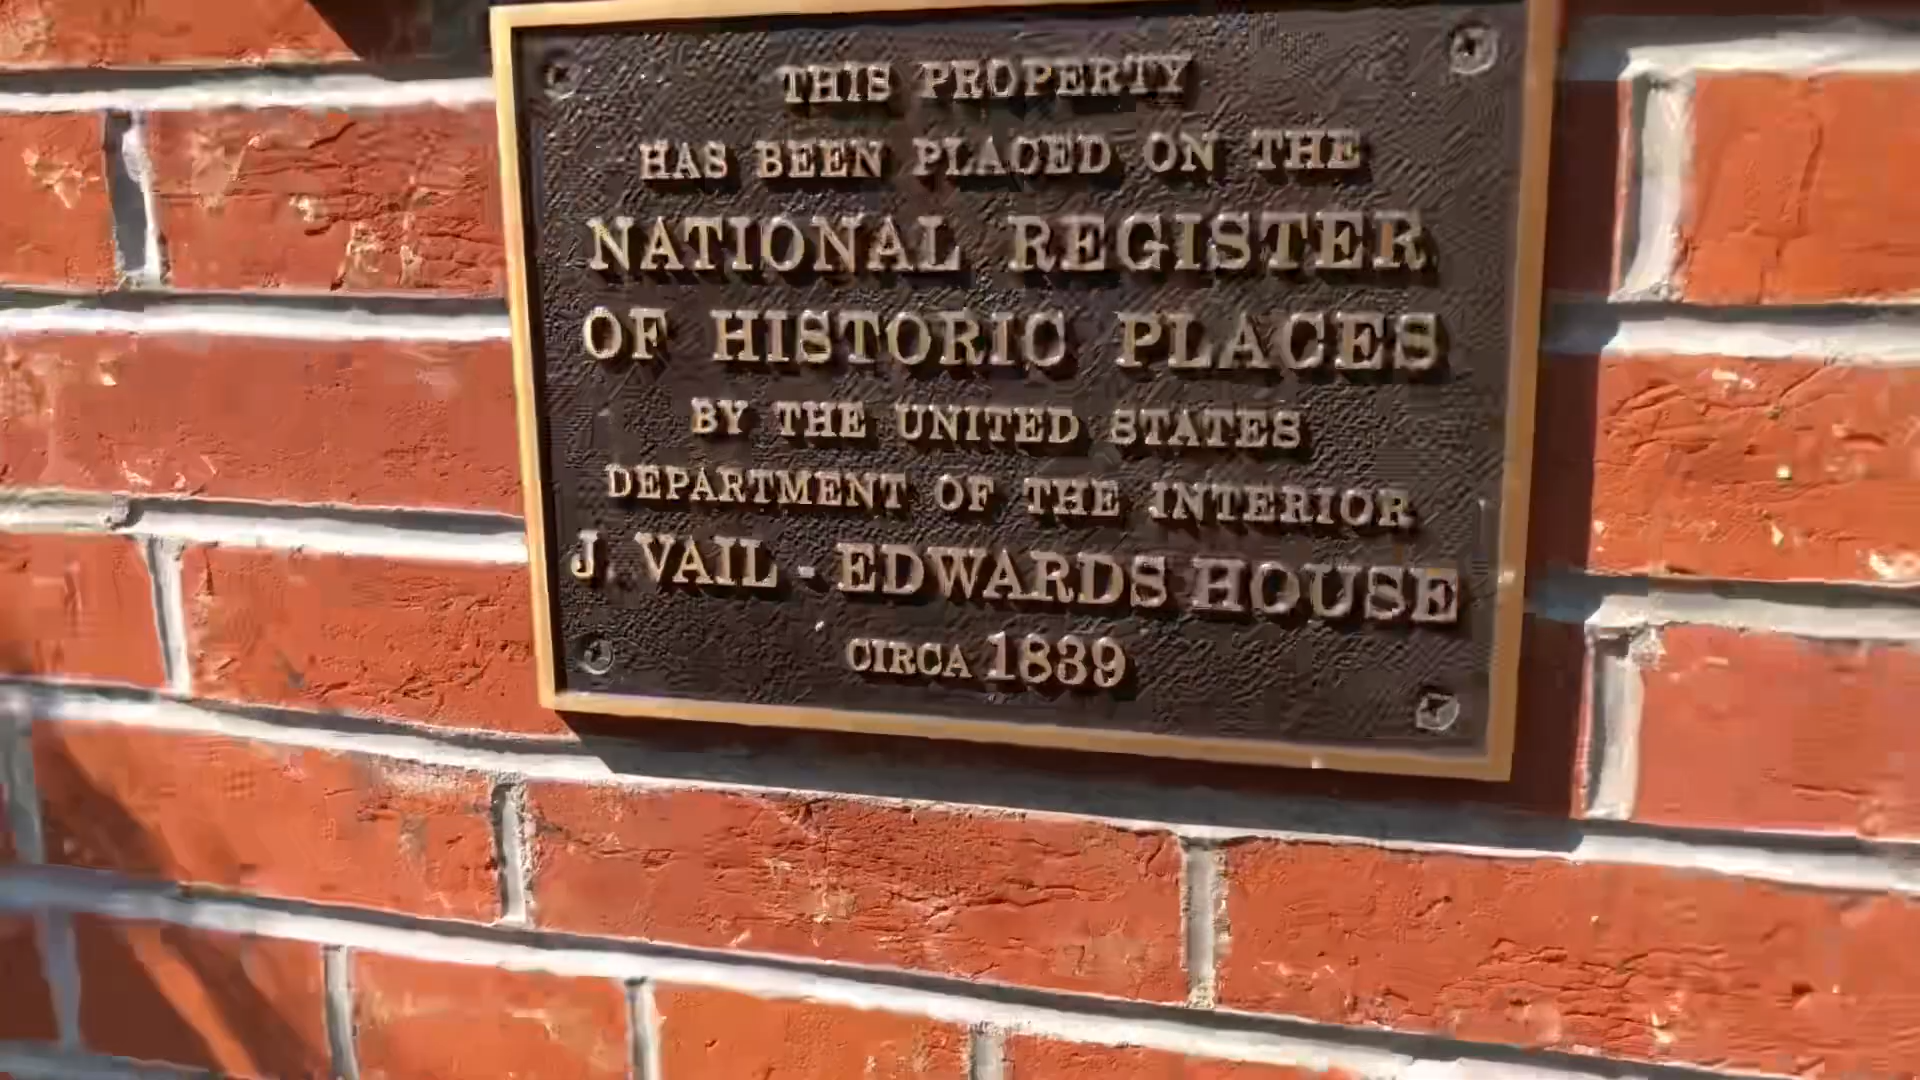 THIS PROPERTY
HAS BEEN PLACED ON THE
NATIONAL REGISTER
OF HISTORIC PLACES
BY THE UNITED STATES
DEPARTMENT OF THE INTERIOR
J. VAIL - EDWARDS HOUSE
CIRCA 1839